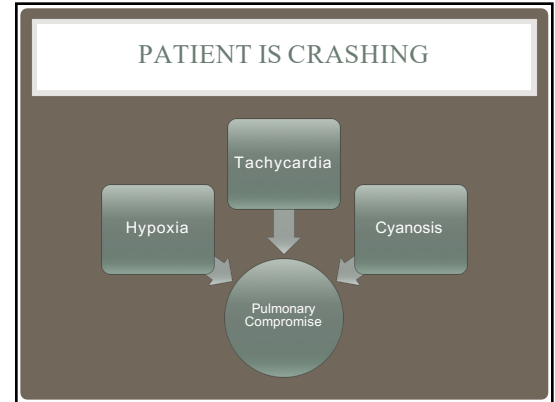 PATIENT IS CRASHING
Tachycardia
Hypoxia
Cyanosis
Pulmonary
Compromise